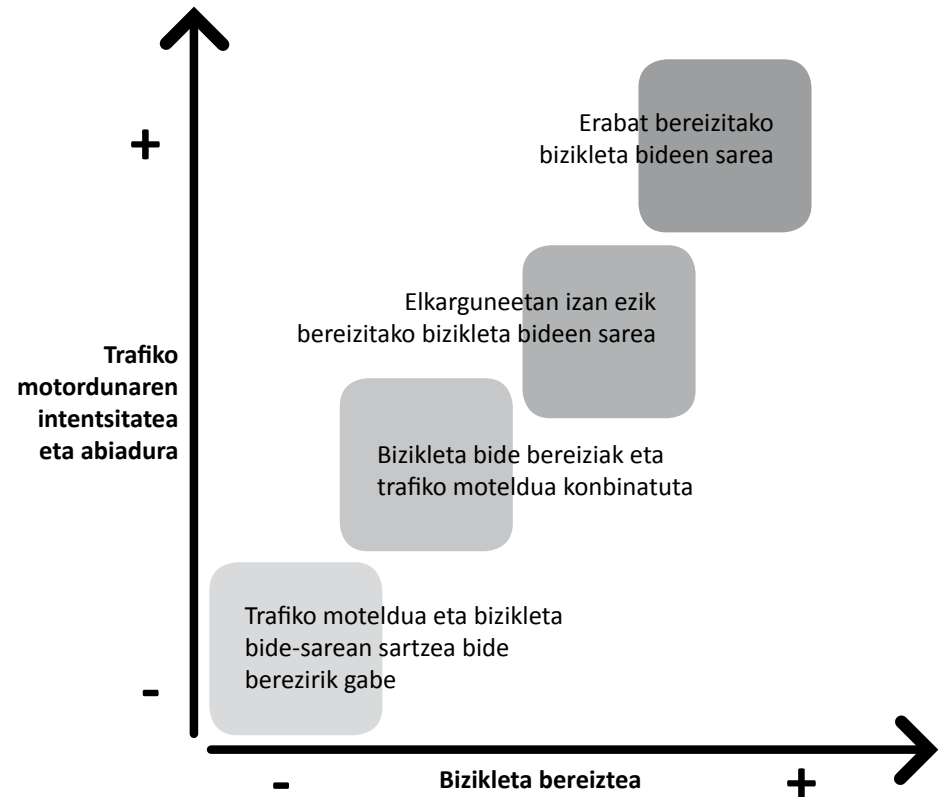 +
Erabat bereizitako
bizikleta bideen sarea
Elkarguneetan izan ezik
bereizitako bizikleta bideen sarea
Trafiko
motordunaren
intentsitatea
eta abiadura
Bizikleta bide bereiziak eta
trafiko moteldua konbinatuta
Trafiko moteldua eta bizikleta
bide-sarean sartzea bide
berezirik gabe
-
- Bizikleta bereiztea +